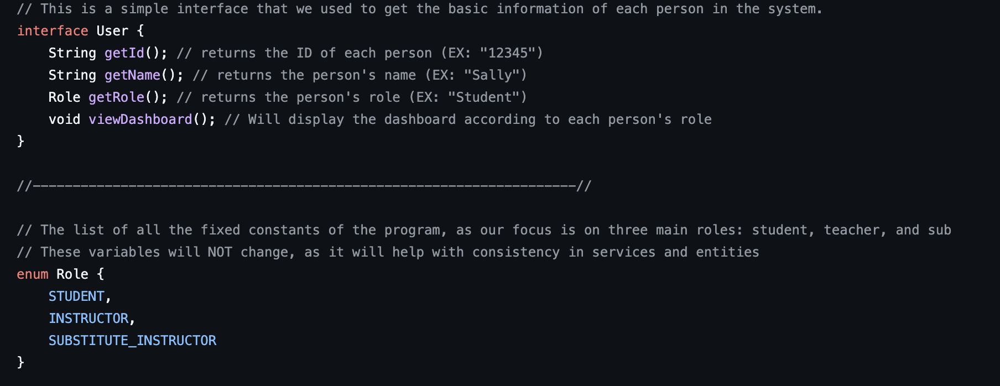 // This is a simple interface that we used to get the basic information of each person in the system.
interface User {
    String getId(); // returns the ID of each person (EX: "12345")
    String getName(); // returns the person's name (EX: "Sally")
    Role getRole(); // returns the person's role (EX: "Student")
    void viewDashboard(); // Will display the dashboard according to each person's role
}
//--------------------------------------------------------------------//
// The list of all the fixed constants of the program, as our focus is on three main roles: student, teacher, and sub
// These variables will NOT change, as it will help with consistency in services and entities
enum Role {
    STUDENT,
    INSTRUCTOR,
    SUBSTITUTE_INSTRUCTOR
}